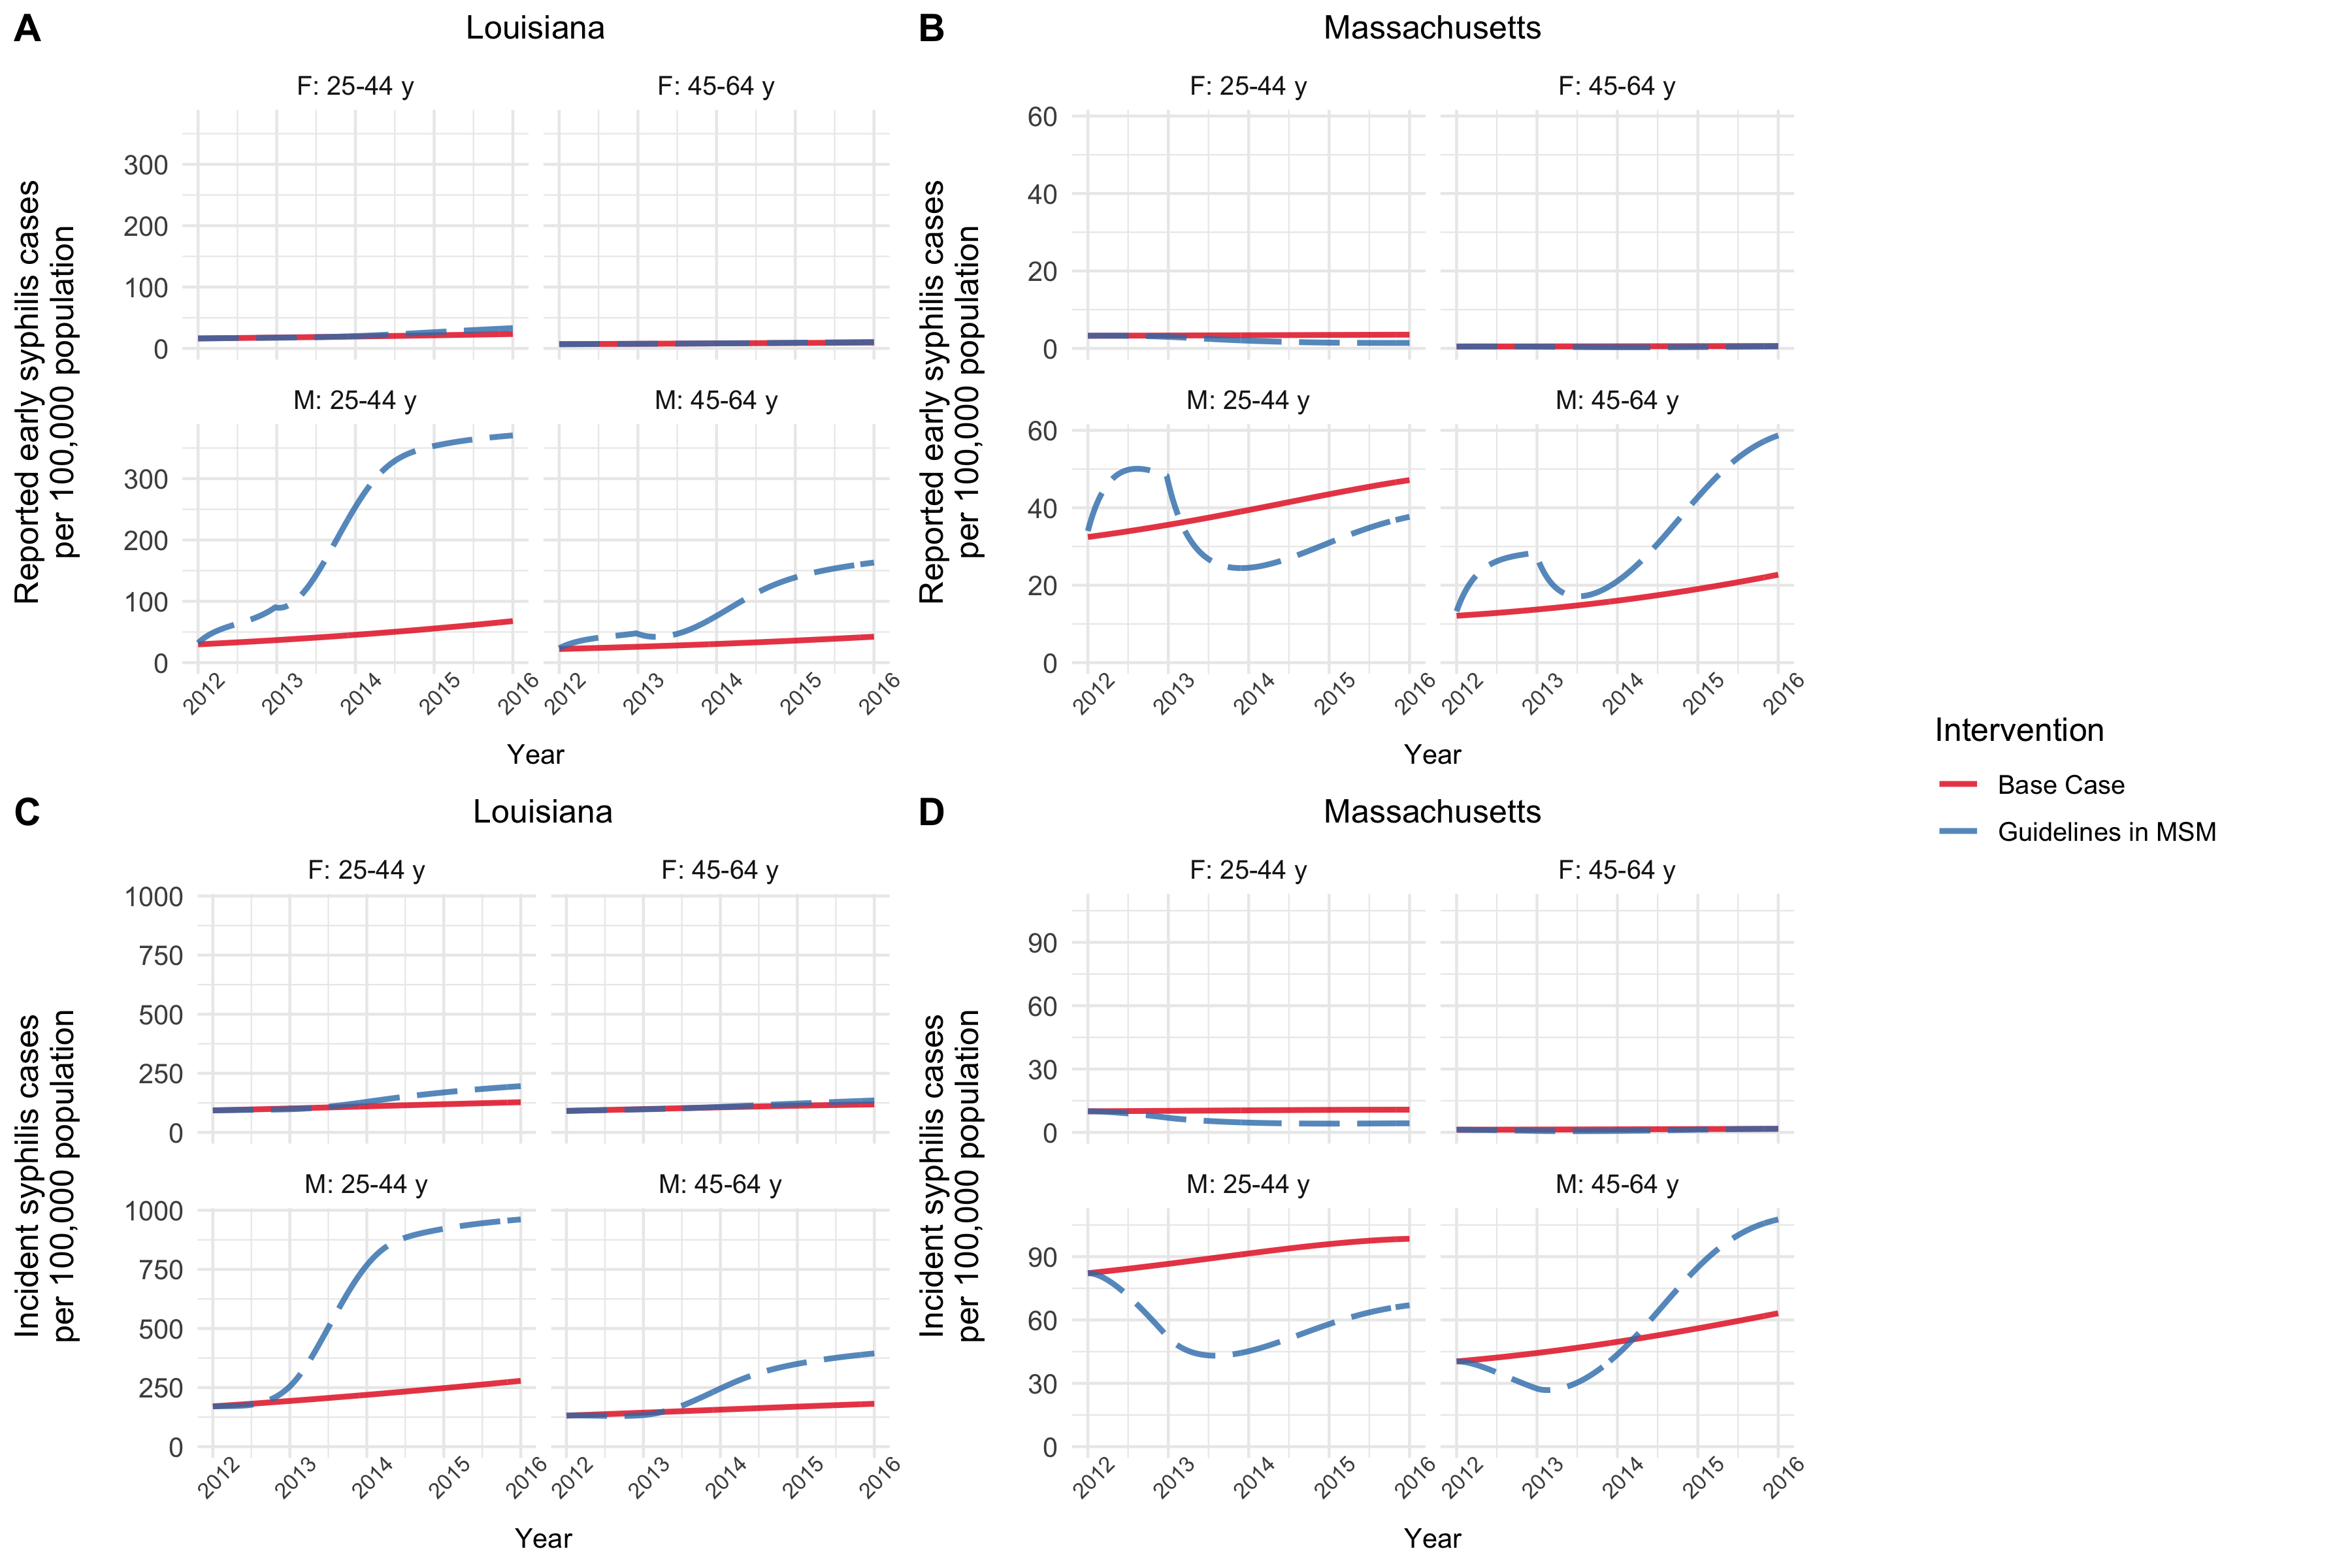 A
Louisiana
F: 25-44 y
F: 45-64 y
300
200
100
0
M: 25-44 y
M: 45-64 y
300
200
100
0
Reported early syphilis cases
per 100,000 population
2012
2013
2014
2015
2016
2012
2013
2014
2015
2016
Year
B
Massachusetts
F: 25-44 y
F: 45-64 y
60
40
20
0
M: 25-44 y
M: 45-64 y
60
40
20
0
Reported early syphilis cases
per 100,000 population
2012
2013
2014
2015
2016
2012
2013
2014
2015
2016
Year
C
Louisiana
F: 25-44 y
F: 45-64 y
1000
750
500
250
0
M: 25-44 y
M: 45-64 y
1000
750
500
250
0
Incident syphilis cases
per 100,000 population
2012
2013
2014
2015
2016
2012
2013
2014
2015
2016
Year
D
Massachusetts
F: 25-44 y
F: 45-64 y
90
60
30
0
M: 25-44 y
M: 45-64 y
90
60
30
0
Incident syphilis cases
per 100,000 population
2012
2013
2014
2015
2016
2012
2013
2014
2015
2016
Year
Intervention
Base Case
Guidelines in MSM